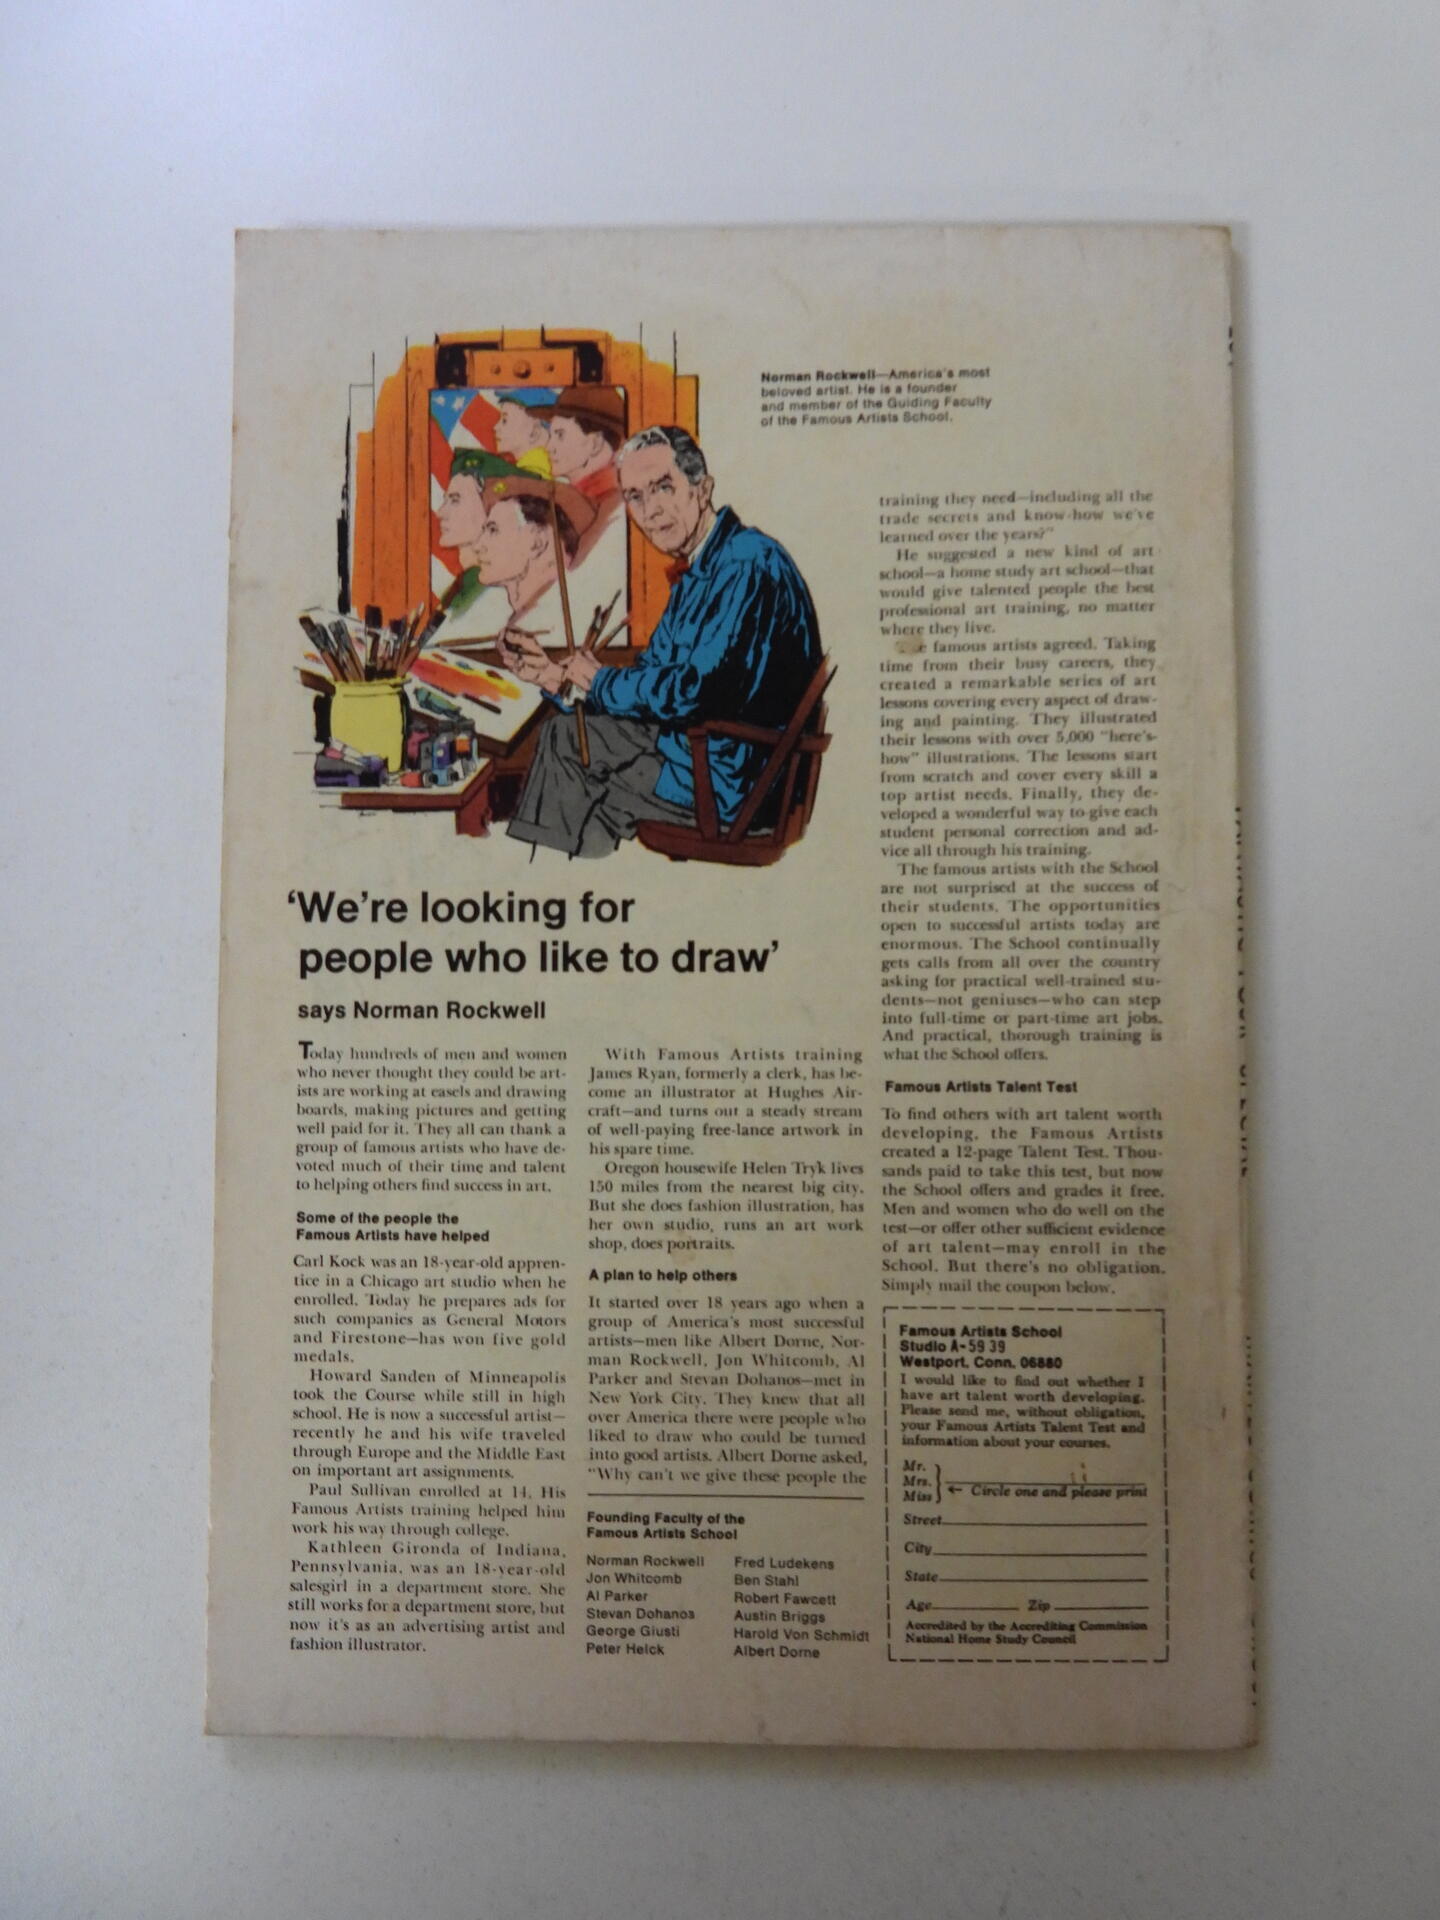 Norman Rockwell—America's most
beloved artist. He is a founder
and member of the Guiding Faculty
of the Famous Artists School.
'We're looking for
people who like to draw'
says Norman Rockwell
Today hundreds of men and women
who never thought they could be art-
ists are working at easels and drawing
boards, making pictures and getting
well paid for it. They all can thank a
group of famous artists who have de-
voted much of their time and talent
to helping others find success in art.
Some of the people the
Famous Artists have helped
Carl Kock was an 18-year-old appren-
tice in a Chicago art studio when he
enrolled. Today he prepares ads for
such companies as General Motors
and Firestone—has won five gold
medals.
Howard Sanden of Minneapolis
took the Course while still in high
school. He is now a successful artist—
recently he and his wife traveled
through Europe and the Middle East
on important art assignments.
Paul Sullivan enrolled at 14. His
Famous Artists training helped him
work his way through college.
Kathleen Gironda of Indiana,
Pennsylvania, was an 18-year-old
salesgirl in a department store. She
still works for a department store, but
now it's as an advertising artist and
fashion illustrator.
With Famous Artists training
James Ryan, formerly a clerk, has be-
come an illustrator at Hughes Air-
craft—and turns out a steady stream
of well-paying free-lance artwork in
his spare time.
Oregon housewife Helen Tryk lives
150 miles from the nearest big city.
But she does fashion illustration, has
her own studio, runs an art work
shop, does portraits.
A plan to help others
It started over 18 years ago when a
group of America's most successful
artists—men like Albert Dorne, Nor-
man Rockwell, Jon Whitcomb, Al
Parker and Stevan Dohanos—met in
New York City. They knew that all
over America there were people who
liked to draw who could be turned
into good artists. Albert Dorne asked,
"Why can't we give these people the
Founding Faculty of the
Famous Artists School
Norman Rockwell
Jon Whitcomb
Al Parker
Stevan Dohanos
George Giusti
Peter Helck
Fred Ludekens
Ben Stahl
Robert Fawcett
Austin Briggs
Harold Von Schmidt
Albert Dorne
training they need—including all the
trade secrets and know-how we've
learned over the years?"
He suggested a new kind of art
school—a home study art school—that
would give talented people the best
professional art training, no matter
where they live.
famous artists agreed. Taking
time from their busy careers, they
created a remarkable series of art
lessons covering every aspect of draw-
ing and painting. They illustrated
their lessons with over 5,000 "here's-
how" illustrations. The lessons start
from scratch and cover every skill a
top artist needs. Finally, they de-
veloped a wonderful way to give each
student personal correction and ad-
vice all through his training.
The famous artists with the School
are not surprised at the success of
their students. The opportunities
open to successful artists today are
enormous. The School continually
gets calls from all over the country
asking for practical well-trained stu-
dents—not geniuses—who can step
into full-time or part-time art jobs.
And practical, thorough training is
what the School offers.
Famous Artists Talent Test
To find others with art talent worth
developing, the Famous Artists
created a 12-page Talent Test. Thou-
sands paid to take this test, but now
the School offers and grades it free.
Men and women who do well on the
test—or offer other sufficient evidence
of art talent—may enroll in the
School. But there's no obligation.
Simply mail the coupon below.
Famous Artists School
Studio A-5939
Westport, Conn. 06880
I would like to find out whether I
have art talent worth developing.
Please send me, without obligation,
your Famous Artists Talent Test and
information about your courses.
Mr.
Mrs.
Miss
← Circle one and please print
Street
City
State
Age Zip
Accredited by the Accrediting Commission
National Home Study Council